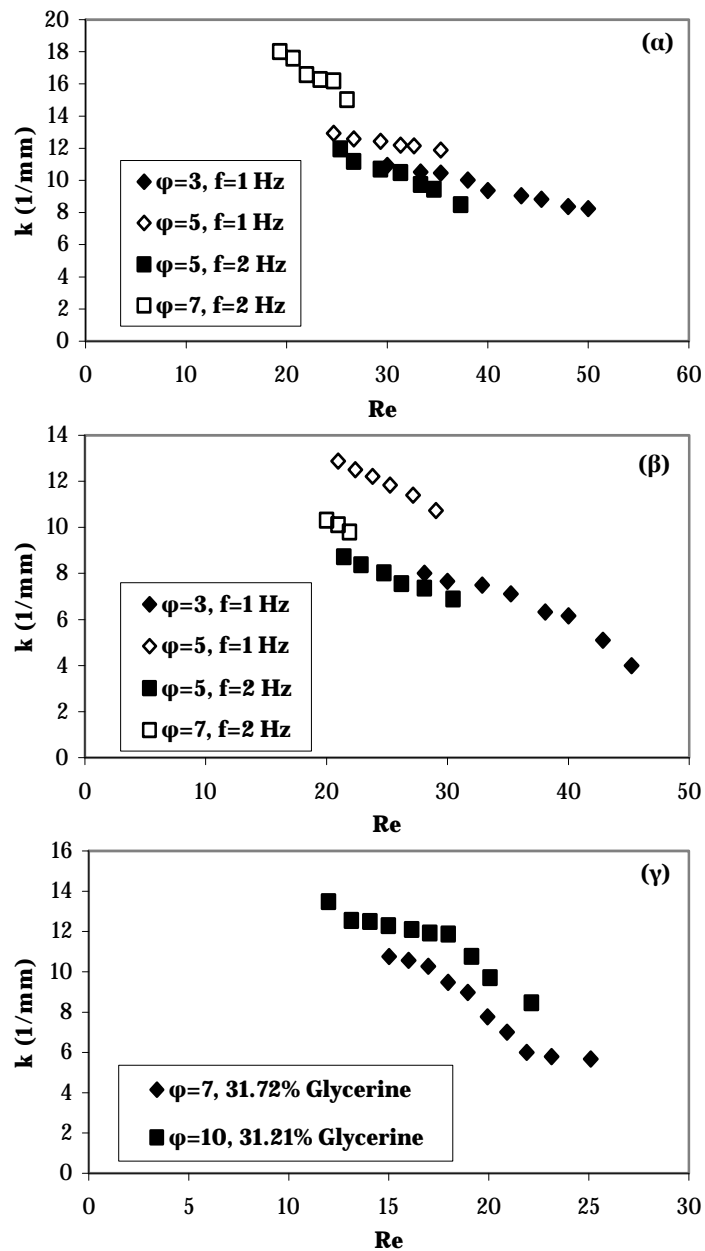 (α)
k (1/mm)
20
18
16
14
12
10
8
6
4
2
0
φ=3, f=1 Hz
φ=5, f=1 Hz
φ=5, f=2 Hz
φ=7, f=2 Hz
0 10 20 30 40 50 60
Re
(β)
k (1/mm)
14
12
10
8
6
4
2
0
φ=3, f=1 Hz
φ=5, f=1 Hz
φ=5, f=2 Hz
φ=7, f=2 Hz
0 10 20 30 40 50
Re
(γ)
k (1/mm)
16
14
12
10
8
6
4
2
0
φ=7, 31.72% Glycerine
φ=10, 31.21% Glycerine
0 5 10 15 20 25 30
Re